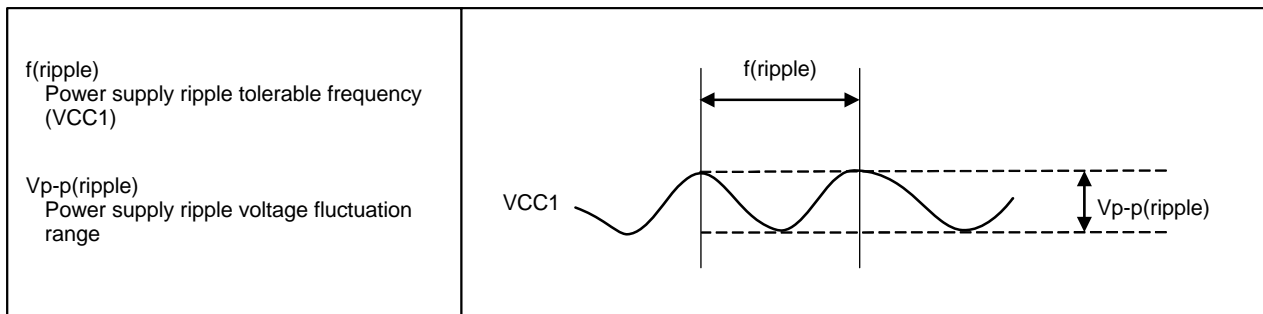 f(ripple)
Power supply ripple tolerable frequency
(VCC1)
Vp-p(ripple)
Power supply ripple voltage fluctuation
range
f(ripple)
VCC1
Vp-p(ripple)